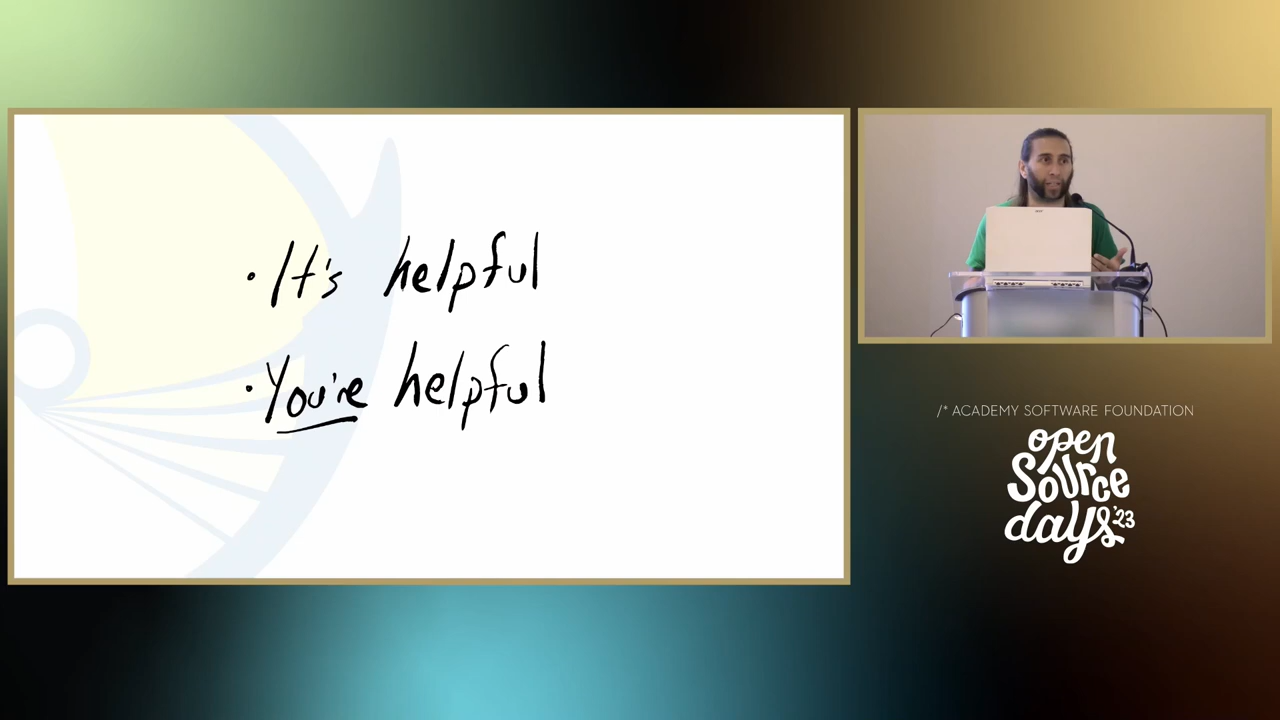 · It's helpful
· You're helpful
/* ACADEMY SOFTWARE FOUNDATION
open
Source
days '23